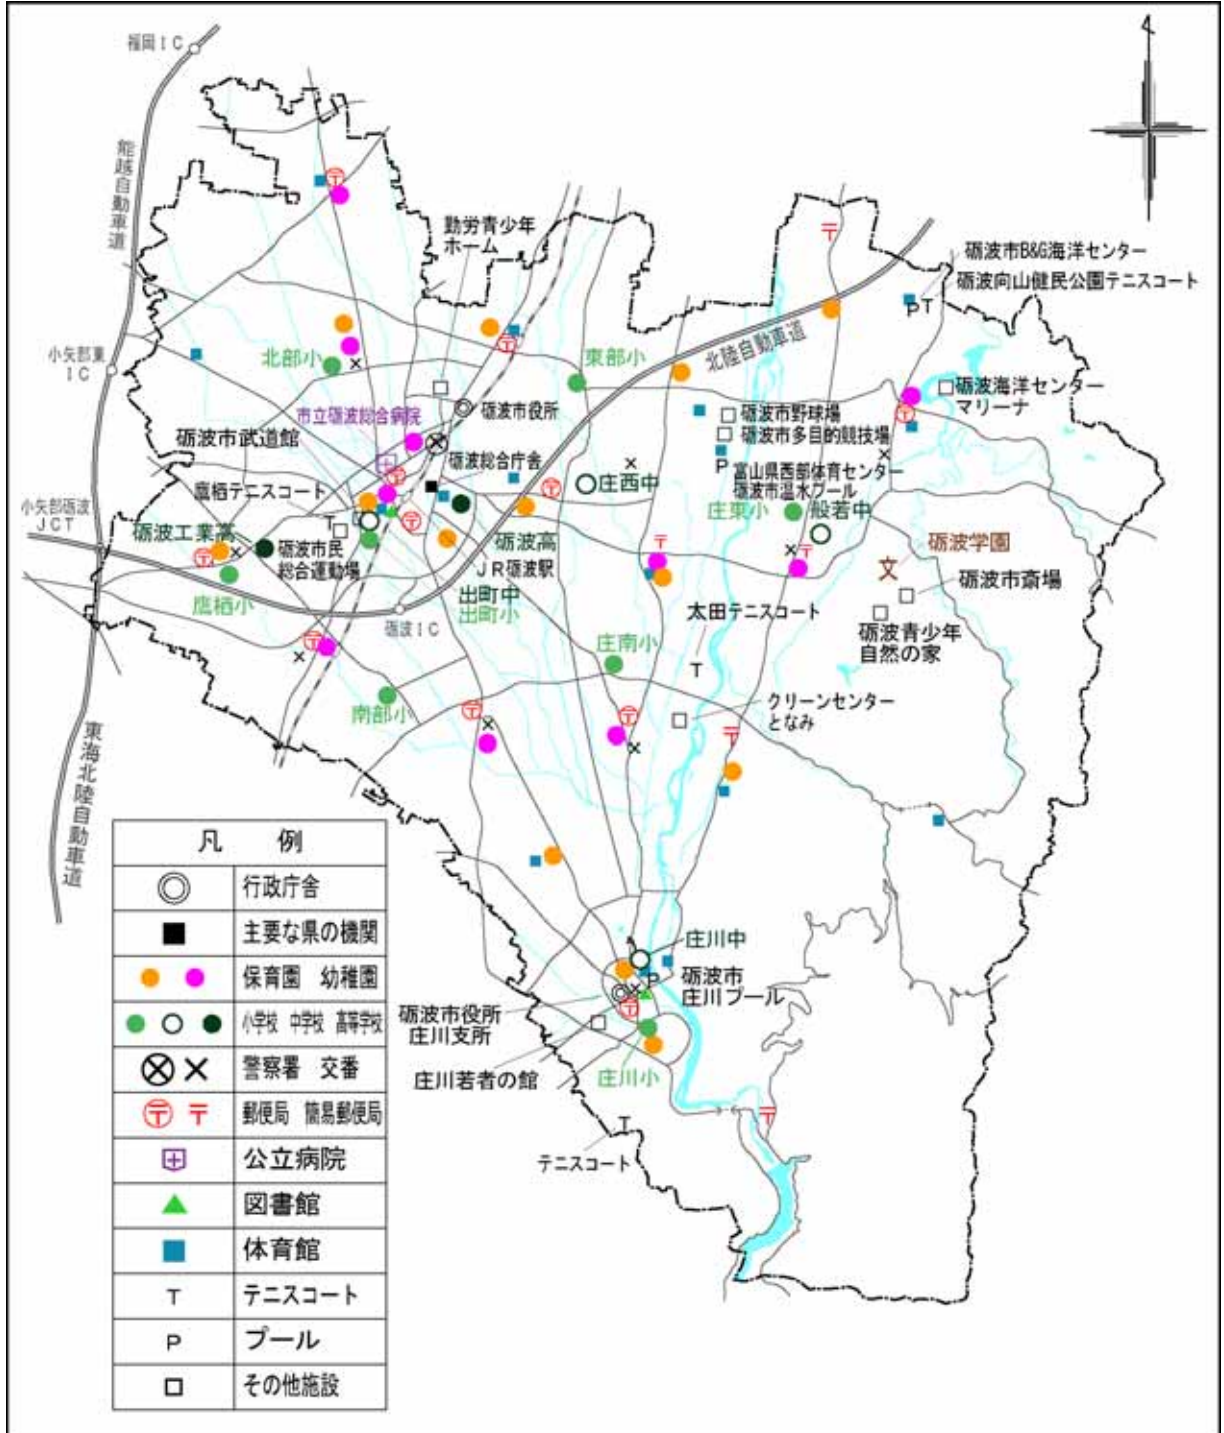 福岡IC
能越自動車道
勤労青少年
ホーム
砺波市B&G海洋センター
砺波向山健民公園テニスコート
小矢部東
IC
北部小
東部小
北陸自動車道
砺波海洋センター
マリーナ
市立砺波総合病院
砺波市役所
砺波市野球場
砺波市多目的競技場
砺波市武道館
砺波総合庁舎
富山県西部体育センター
砺波市温水プール
鷹栖テニスコート
庄西中
小矢部砺波
JCT
庄東小
般若中
砺波工業高
砺波市民
総合運動場
砺波高
JR砺波駅
砺波学園
文
砺波市斎場
鷹栖小
出町中
出町小
太田テニスコート
砺波青少年
自然の家
砺波IC
庄南小
南部小
クリーンセンター
となみ
東海北陸自動車道
庄川中
砺波市
庄川プール
砺波市役所
庄川支所
庄川若者の館
庄川小
テニスコート
凡 例
行政庁舎
主要な県の機関
保育園 幼稚園
小学校 中学校 高等学校
警察署 交番
郵便局 簡易郵便局
公立病院
図書館
体育館
T テニスコート
P プール
その他施設